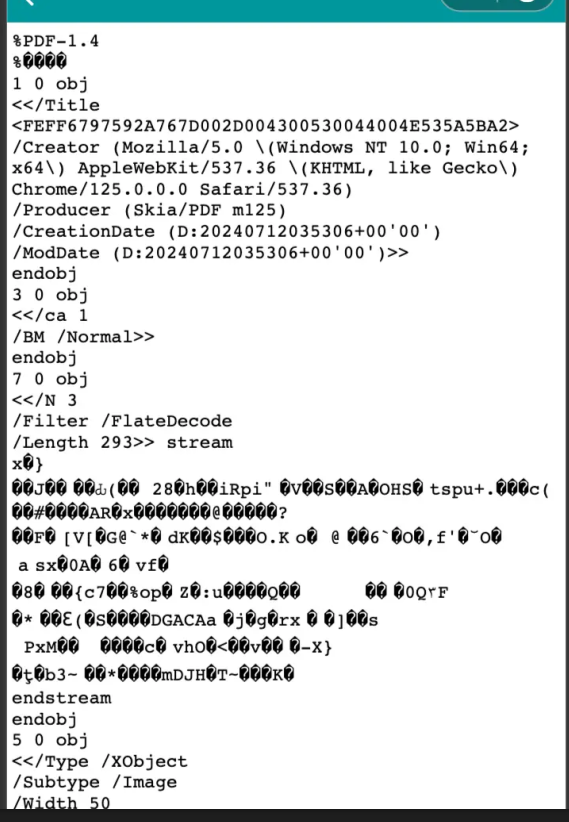 %PDF-1.4
%����
1 0 obj
<</Title
<FEFF6797592A767D002D004300530044004E535A5BA2>
/Creator (Mozilla/5.0 \(Windows NT 10.0; Win64;
x64\) AppleWebKit/537.36 \(KHTML, like Gecko\)
Chrome/125.0.0.0 Safari/537.36)
/Producer (Skia/PDF m125)
/CreationDate (D:20240712035306+00'00')
/ModDate (D:20240712035306+00'00')>>
endobj
3 0 obj
<</ca 1
/BM /Normal>>
endobj
7 0 obj
<</N 3
/Filter /FlateDecode
/Length 293>> stream
x�}
��J�� (�� 28�h��iRpi" �V��S��A�OHS� tspu+.���c(
��#����AR�x�������@�����?
��F� [V[�G@`*� dK��$���O.K o� @ ��6`�O�,f'�˘O�
a sx�0A� 6� vf�
�8� ��{c7��%op� Z�:u����Q�� �� �0Q٢F
�* ��Ɛ(�S����DGACAa �j�g�rx � �]��s
PxM�� ����c� vhO�<��v�� �-X}
�ţ�b3~ ��*����mDJH�T~���K�
endstream
endobj
5 0 obj
<</Type /XObject
/Subtype /Image
/Width 50